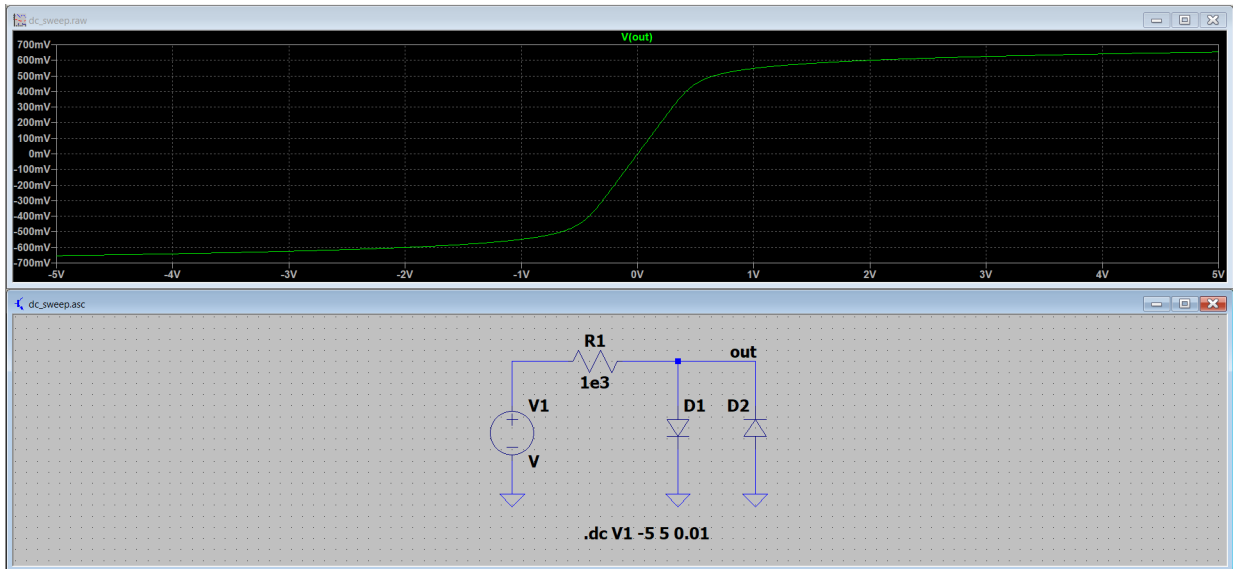 dc_sweep.raw
V(out)
700mV
600mV
500mV
400mV
300mV
200mV
100mV
0mV
-100mV
-200mV
-300mV
-400mV
-500mV
-600mV
-700mV
-5V -4V -3V -2V -1V 0V 1V 2V 3V 4V 5V
dc_sweep.asc
R1
out
1e3
V1
D1 D2
V
.dc V1 -5 5 0.01